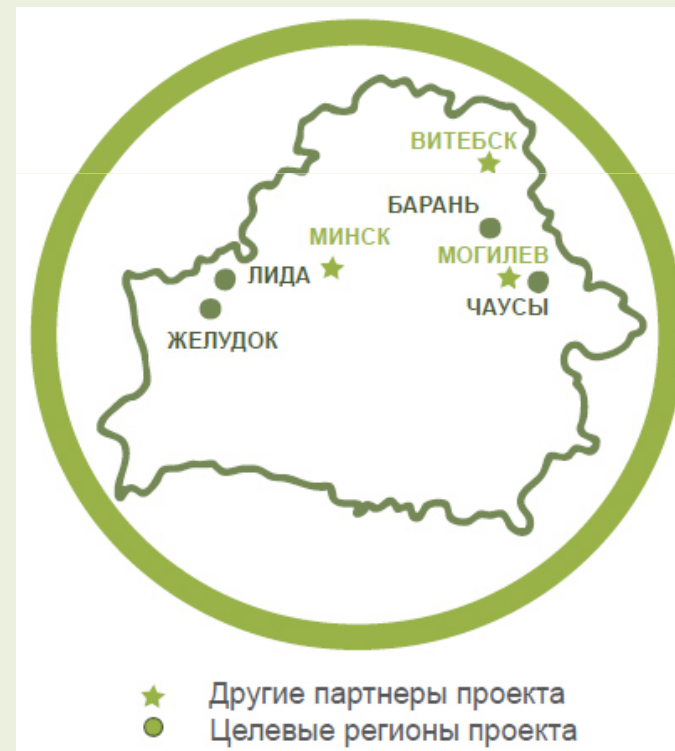 ВИТЕБСК
БАРАНЬ
МИНСК
МОГИЛЕВ
ЛИДА
ЧАУСЫ
ЖЕЛУДОК
Другие партнеры проекта
Целевые регионы проекта